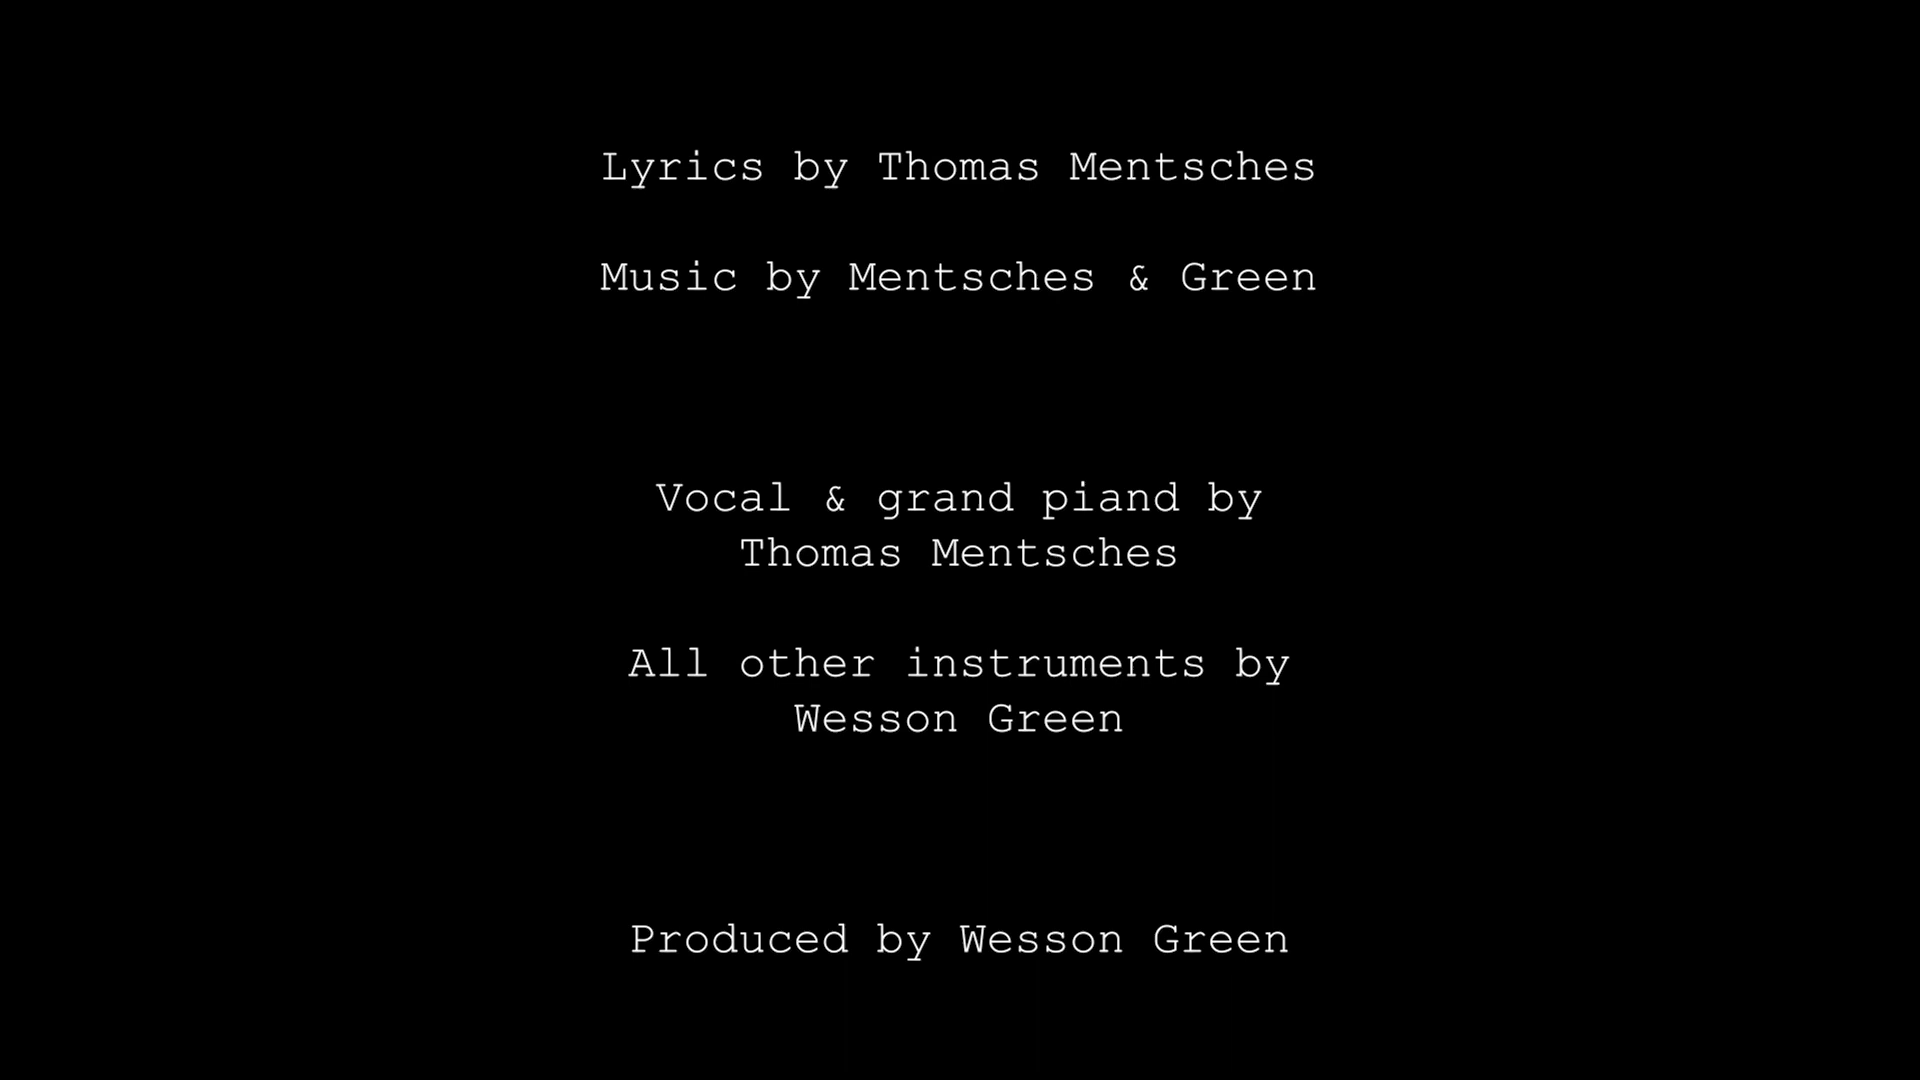 Lyrics by Thomas Mentsches
Music by Mentsches & Green
Vocal & grand piand by
Thomas Mentsches
All other instruments by
Wesson Green
Produced by Wesson Green